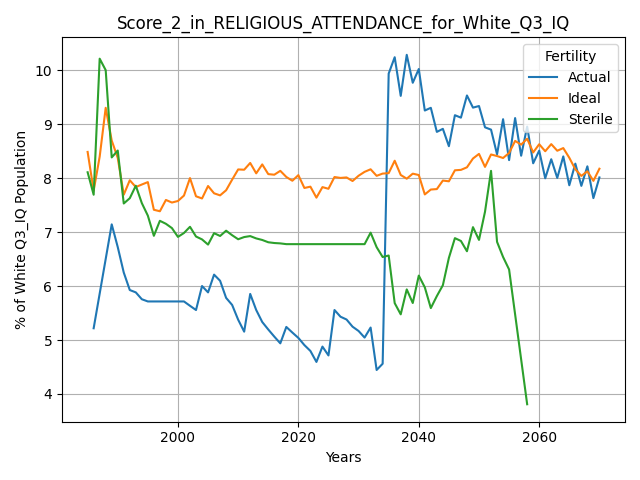 Score_2_in_RELIGIOUS_ATTENDANCE_for_White_Q3_IQ
Fertility
Actual
Ideal
Sterile
% of White Q3_IQ Population
10
9
8
7
6
5
4
2000
2020
2040
2060
Years